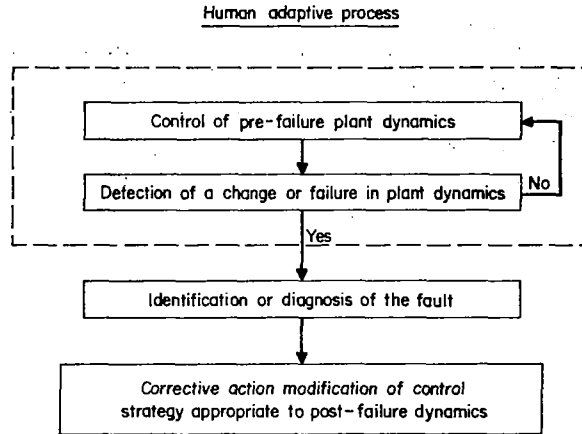 Human adaptive process
Control of pre-failure plant dynamics
Defection of a change or failure in plant dynamics
No
Yes
Identification or diagnosis of the fault
Corrective action modification of control
strategy appropriate to post-failure dynamics